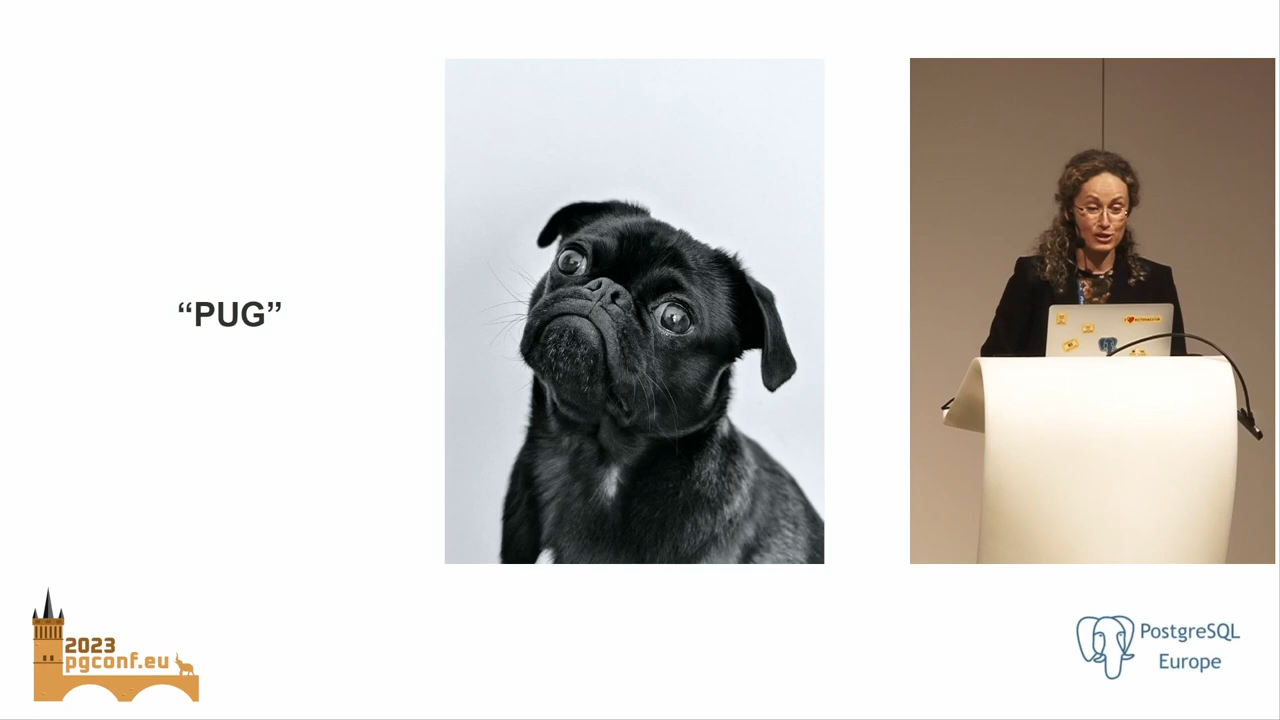 “PUG”
2023
pgconf.eu
PostgreSQL
Europe